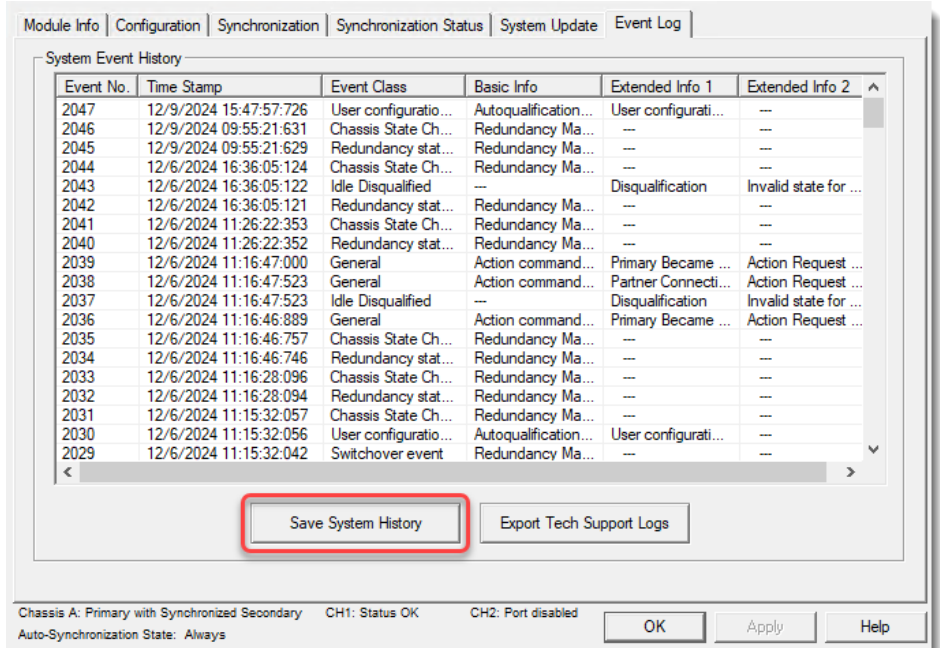 Module Info Configuration Synchronization Synchronization Status System Update Event Log
System Event History
Event No. Time Stamp Event Class Basic Info Extended Info 1 Extended Info 2
2047 12/9/2024 15:47:57:726 User configuratio... Autoqualification... User configurati... ---
2046 12/9/2024 09:55:21:631 Chassis State Ch... Redundancy Ma... --- ---
2045 12/9/2024 09:55:21:629 Redundancy stat... Redundancy Ma... --- ---
2044 12/6/2024 16:36:05:124 Chassis State Ch... Redundancy Ma... --- ---
2043 12/6/2024 16:36:05:122 Idle Disqualified --- Disqualification Invalid state for ...
2042 12/6/2024 16:36:05:121 Redundancy stat... Redundancy Ma... --- ---
2041 12/6/2024 11:26:22:353 Chassis State Ch... Redundancy Ma... --- ---
2040 12/6/2024 11:26:22:352 Redundancy stat... Redundancy Ma... --- ---
2039 12/6/2024 11:16:47:000 General Action command... Primary Became ... Action Request ...
2038 12/6/2024 11:16:47:523 General Action command... Partner Connecti... Action Request ...
2037 12/6/2024 11:16:47:523 Idle Disqualified --- Disqualification Invalid state for ...
2036 12/6/2024 11:16:46:889 General Action command... Primary Became ... Action Request ...
2035 12/6/2024 11:16:46:757 Chassis State Ch... Redundancy Ma... --- ---
2034 12/6/2024 11:16:46:746 Redundancy stat... Redundancy Ma... --- ---
2033 12/6/2024 11:16:28:096 Chassis State Ch... Redundancy Ma... --- ---
2032 12/6/2024 11:16:28:094 Redundancy stat... Redundancy Ma... --- ---
2031 12/6/2024 11:15:32:057 Chassis State Ch... Redundancy Ma... --- ---
2030 12/6/2024 11:15:32:056 User configuratio... Autoqualification... User configurati... ---
2029 12/6/2024 11:15:32:042 Switchover event Redundancy Ma... --- ---
Save System History Export Tech Support Logs
Chassis A: Primary with Synchronized Secondary CH1: Status OK CH2: Port disabled
Auto-Synchronization State: Always
OK Apply Help